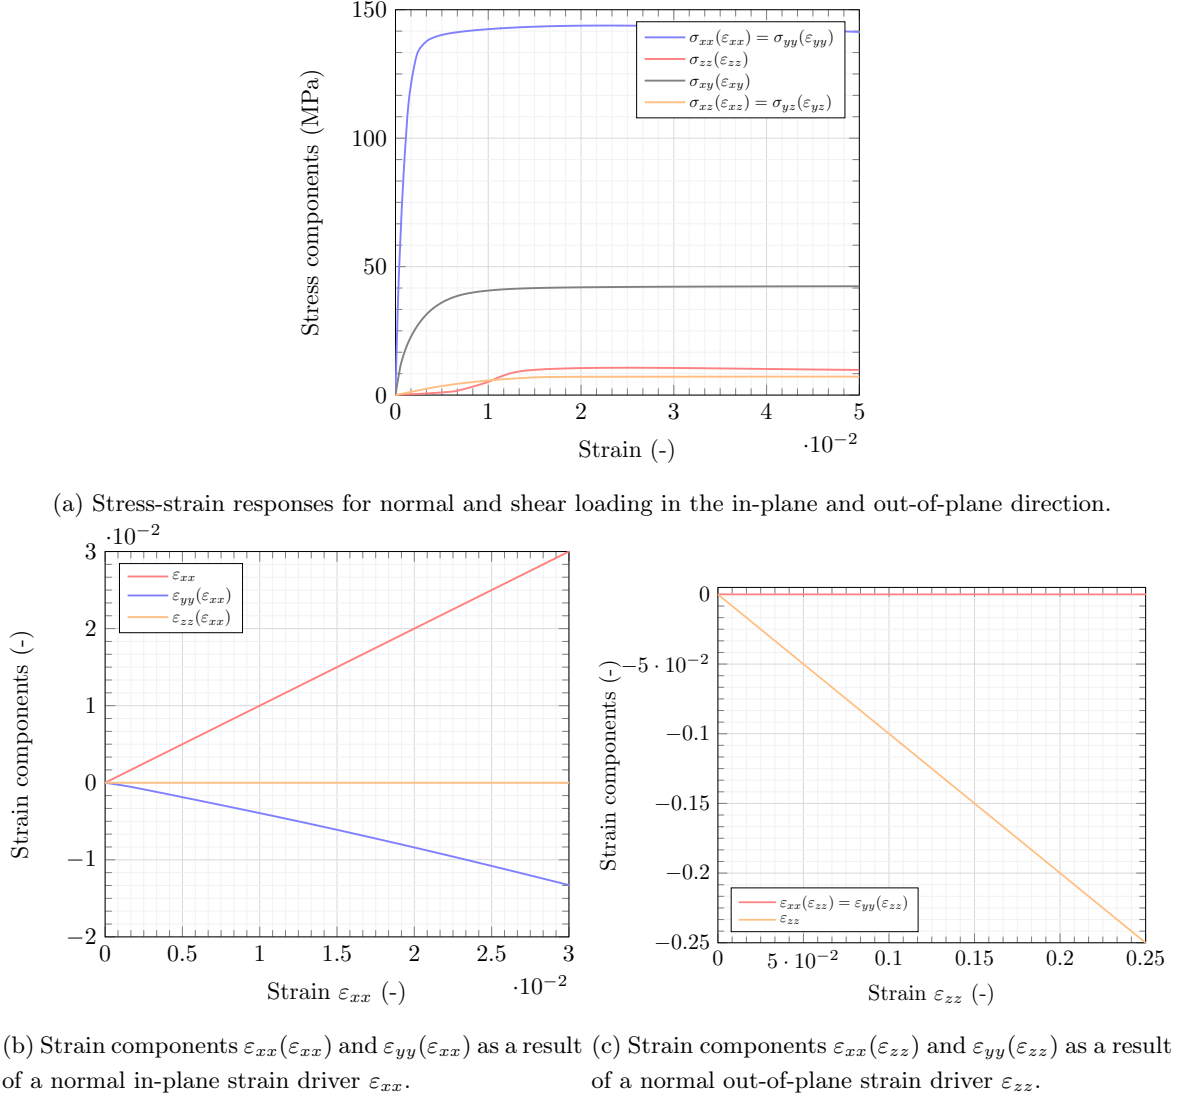 150
100
50
0
Stress components (MPa)
σxx(εxx) = σyy(εyy)
σzz(εzz)
σxy(εxy)
σxz(εxz) = σyz(εyz)
0 1 2 3 4 5
·10−2
Strain (-)
(a) Stress-strain responses for normal and shear loading in the in-plane and out-of-plane direction.
·10−2
3
2
1
0
−1
−2
Strain components (-)
εxx
εyy(εxx)
εzz(εxx)
0 0.5 1 1.5 2 2.5 3
·10−2
Strain εxx (-)
0
−5 · 10−2
−0.1
−0.15
−0.2
−0.25
Strain components (-)
εxx(εzz) = εyy(εzz)
εzz
0 5 · 10−2 0.1 0.15 0.2 0.25
Strain εzz (-)
(b) Strain components εxx(εxx) and εyy(εxx) as a result
of a normal in-plane strain driver εxx.
(c) Strain components εxx(εzz) and εyy(εzz) as a result
of a normal out-of-plane strain driver εzz.